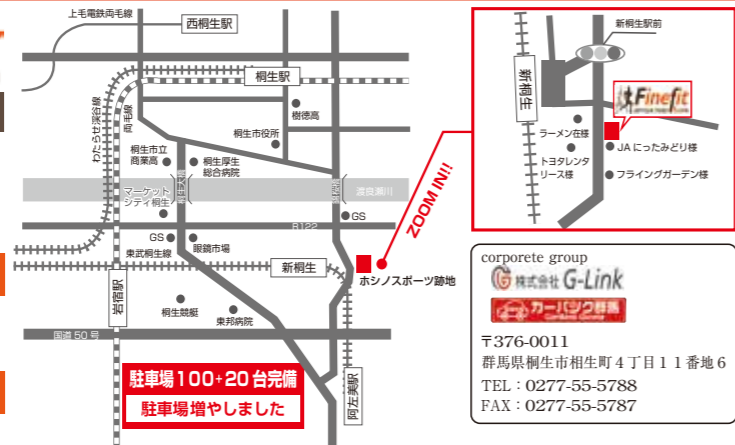 上毛電鉄両毛線
西桐生駅
桐生駅
わたらせ渓谷線
両毛線
樹徳高
桐生市役所
桐生市立
商業高
桐生厚生
総合病院
マーケット
シティ桐生
渡良瀬川
GS
R122
GS
眼鏡市場
東武桐生線
新桐生
ホシノスポーツ跡地
岩宿駅
桐生競艇
東邦病院
国道50号
阿左美駅
駐車場100+20台完備
駐車場増やしました
ZOOM IN!!
新桐生駅前
新桐生
Finefit
ラーメン在様
トヨタレンタ
リース様
JAにったみどり様
フライングガーデン様
corporete group
株式会社 G-Link
カーバンク群馬
〒376-0011
群馬県桐生市相生町4丁目11番地6
TEL：0277-55-5788
FAX：0277-55-5787